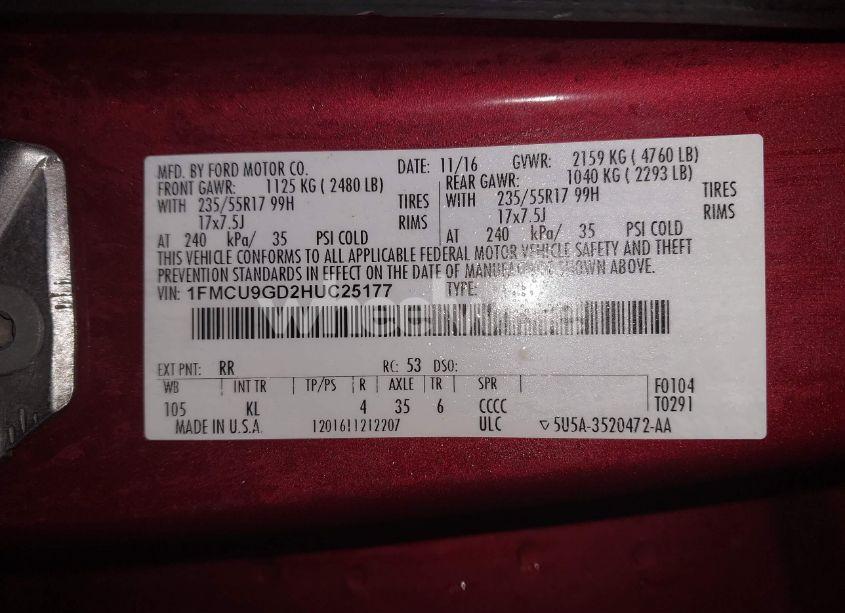 MFD. BY FORD MOTOR CO. DATE: 11/16 GVWR: 2159 KG ( 4760 LB)
FRONT GAWR: 1125 KG ( 2480 LB) REAR GAWR: 1040 KG ( 2293 LB)
WITH 235/55R17 99H TIRES WITH 235/55R17 99H TIRES
17x7.5J RIMS 17x7.5J RIMS
AT 240 kPa/ 35 PSI COLD AT 240 kPa/ 35 PSI COLD
THIS VEHICLE CONFORMS TO ALL APPLICABLE FEDERAL MOTOR VEHICLE SAFETY AND THEFT
PREVENTION STANDARDS IN EFFECT ON THE DATE OF MANUFACTURE SHOWN ABOVE.
VIN: 1FMCU9GD2HUC25177 TYPE:
EXT PNT: RR RC: 53 DSO:
WB INT TR TP/PS R AXLE TR SPR F0104
105 KL 4 35 6 CCCC T0291
MADE IN U.S.A. 1201611212207 ULC 5U5A-3520472-AA